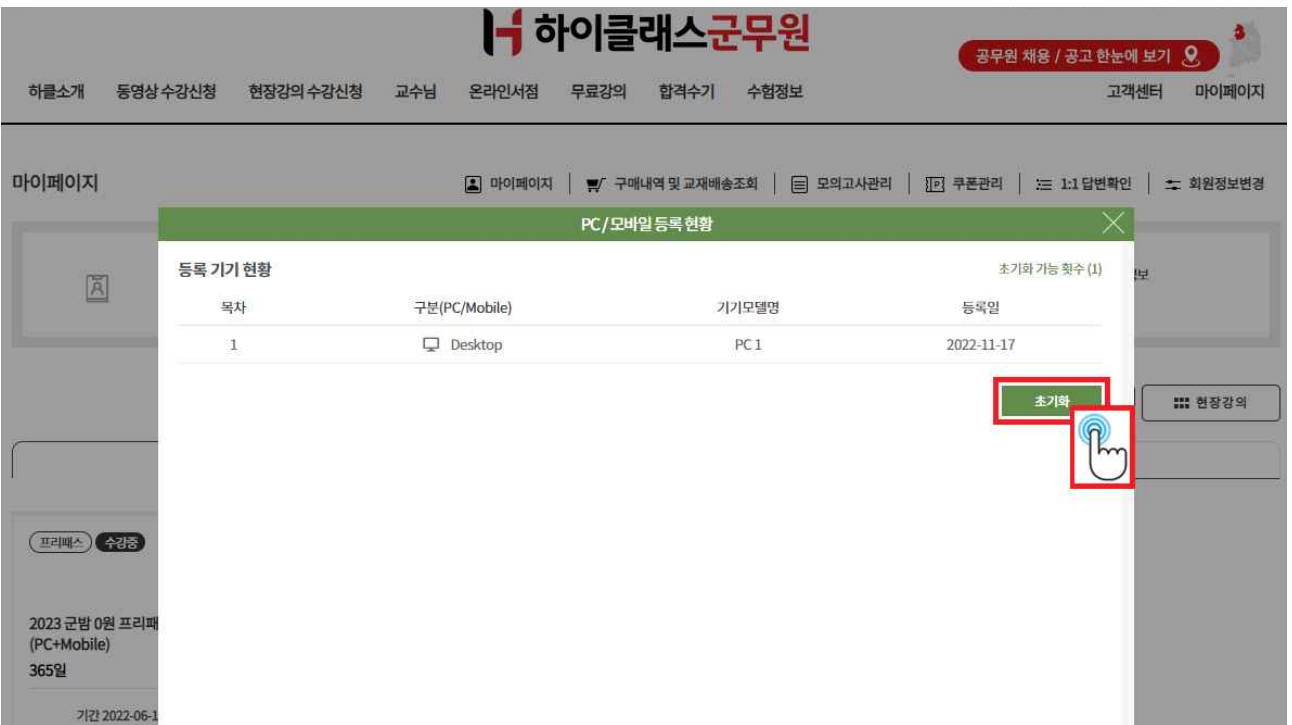 하이클래스군무원
공무원 채용 / 공고 한눈에 보기
하클소개 동영상 수강신청 현장강의 수강신청 교수님 온라인서점 무료강의 합격수기 수험정보 고객센터 마이페이지
마이페이지
마이페이지 구매내역 및 교재배송조회 모의고사관리 쿠폰관리 1:1 답변확인 회원정보변경
PC / 모바일 등록 현황
등록 기기 현황 초기화 가능 횟수 (1)
목차 구분(PC/Mobile) 기기모델명 등록일
1 Desktop PC 1 2022-11-17
초기화
현장강의
프리패스 수강중
2023 군밤 0원 프리패
(PC+Mobile)
365일
기간 2022-06-1